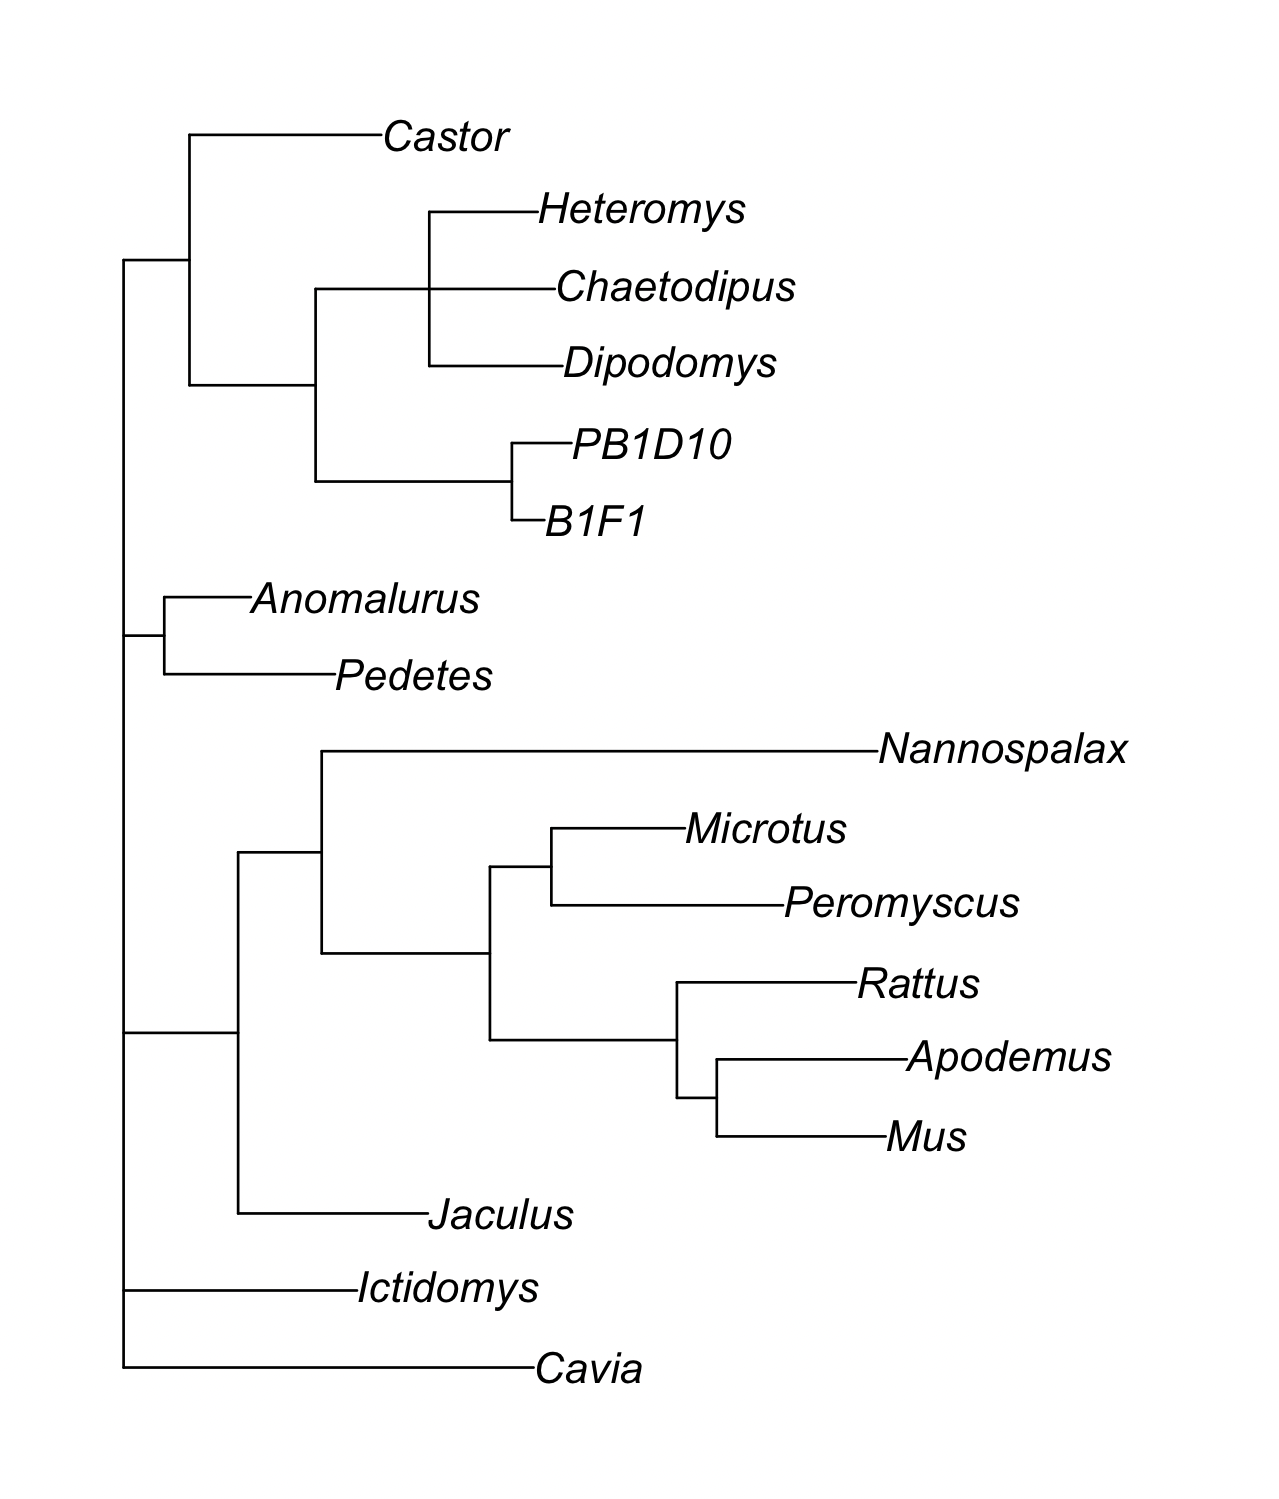 Castor
Heteromys
Chaetodipus
Dipodomys
PB1D10
B1F1
Anomalurus
Pedetes
Nannospalax
Microtus
Peromyscus
Rattus
Apodemus
Mus
Jaculus
Ictidomys
Cavia